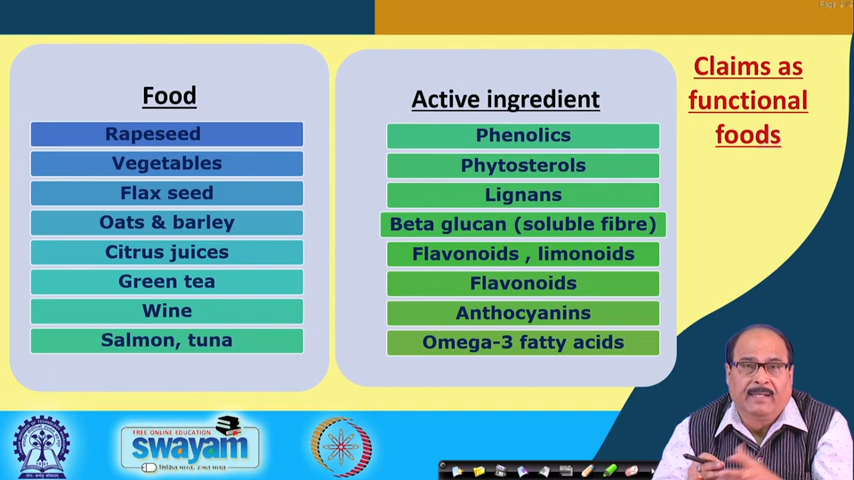 Food
Rapeseed
Vegetables
Flax seed
Oats & barley
Citrus juices
Green tea
Wine
Salmon, tuna
Active ingredient
Phenolics
Phytosterols
Lignans
Beta glucan (soluble fibre)
Flavonoids , limonoids
Flavonoids
Anthocyanins
Omega-3 fatty acids
Claims as
functional
foods
FREE ONLINE EDUCATION
swayam